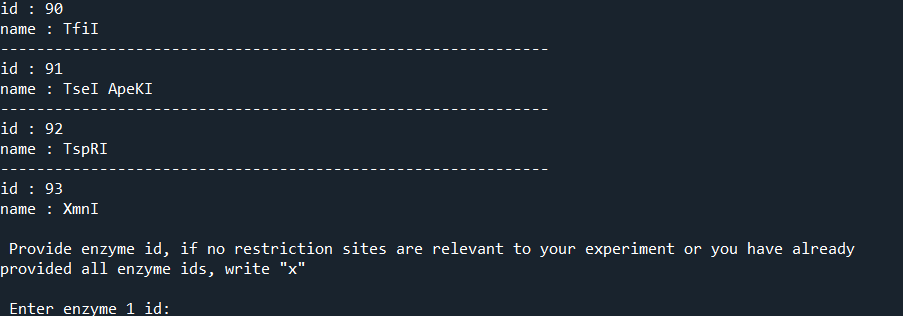 id : 90
name : TfiI
-------------------------------------------------------------
id : 91
name : TseI ApeKI
-------------------------------------------------------------
id : 92
name : TspRI
-------------------------------------------------------------
id : 93
name : XmnI
Provide enzyme id, if no restriction sites are relevant to your experiment or you have already
provided all enzyme ids, write "x"
Enter enzyme 1 id: